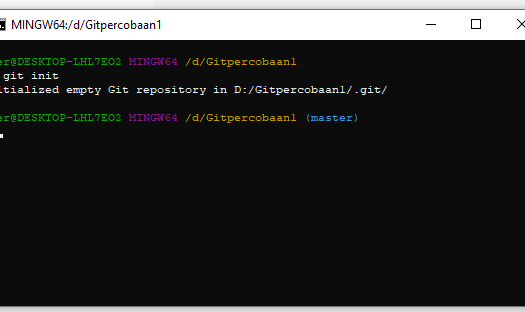 MINGW64:/d/Gitpercobaan1
er@DESKTOP-LHL7EO2 MINGW64 /d/Gitpercobaan1
git init
itialized empty Git repository in D:/Gitpercobaan1/.git/
er@DESKTOP-LHL7EO2 MINGW64 /d/Gitpercobaan1 (master)